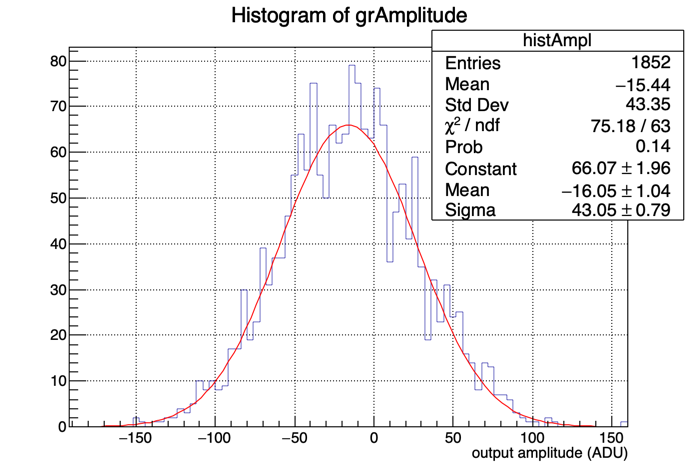 Histogram of grAmplitude
histAmpl
Entries 1852
Mean −15.44
Std Dev 43.35
χ² / ndf 75.18 / 63
Prob 0.14
Constant 66.07 ± 1.96
Mean −16.05 ± 1.04
Sigma 43.05 ± 0.79
80
70
60
50
40
30
20
10
0
−150 −100 −50 0 50 100 150
output amplitude (ADU)